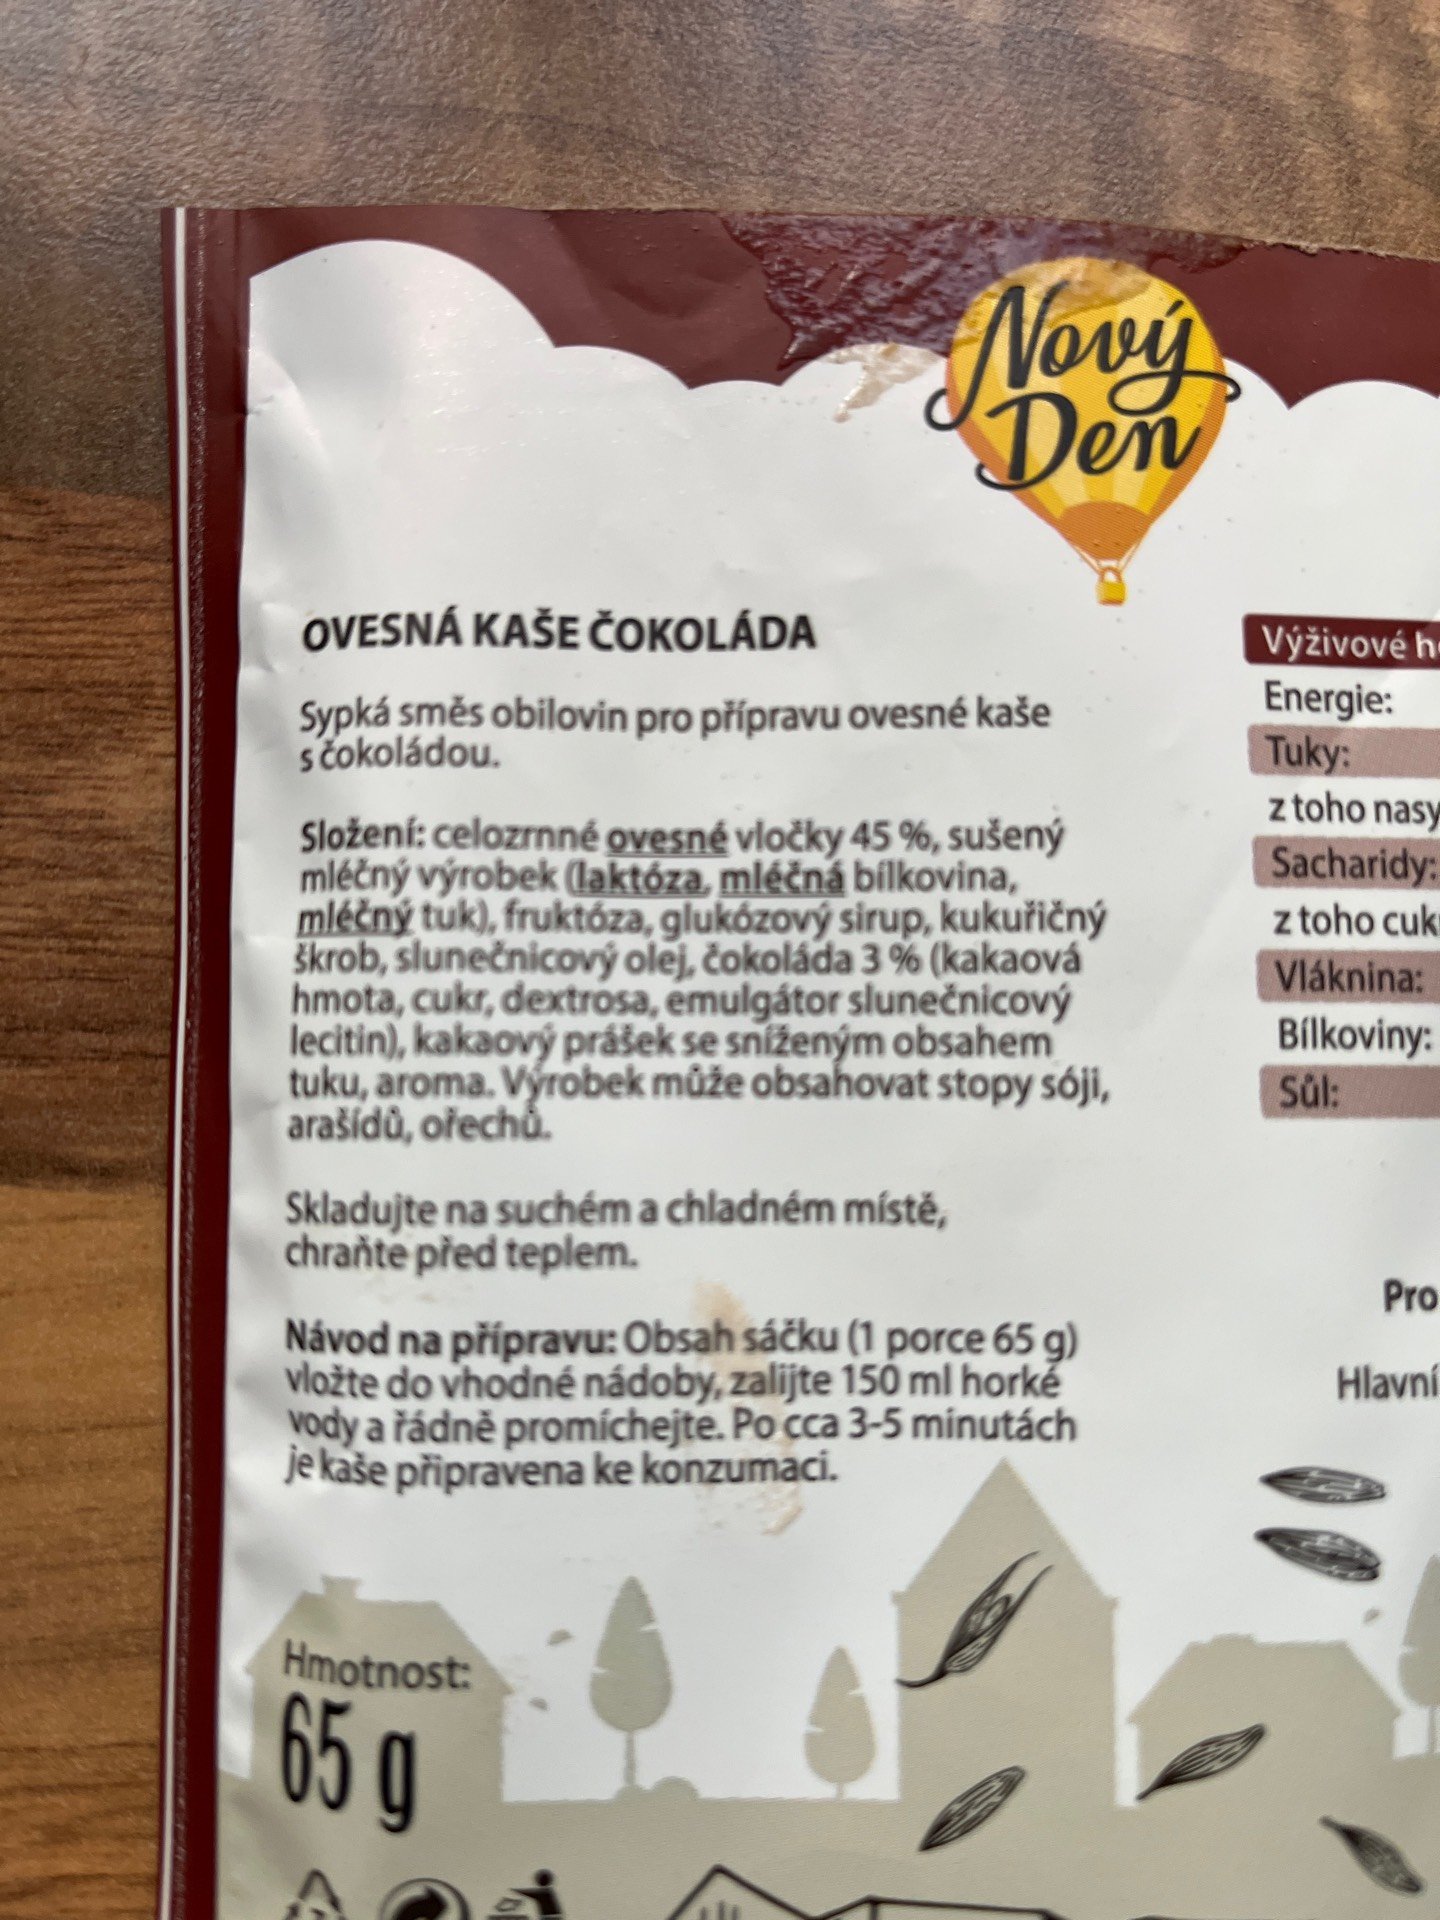 Nový
Den
OVESNÁ KAŠE ČOKOLÁDA
Sypká směs obilovin pro přípravu ovesné kaše
s čokoládou.
Složení: celozrnné ovesné vločky 45 %, sušený
mléčný výrobek (laktóza, mléčná bílkovina,
mléčný tuk), fruktóza, glukózový sirup, kukuřičný
škrob, slunečnicový olej, čokoláda 3 % (kakaová
hmota, cukr, dextrosa, emulgátor slunečnicový
lecitin), kakaový prášek se sníženým obsahem
tuku, aroma. Výrobek může obsahovat stopy sóji,
arašídů, ořechů.
Skladujte na suchém a chladném místě,
chraňte před teplem.
Návod na přípravu: Obsah sáčku (1 porce 65 g)
vložte do vhodné nádoby, zalijte 150 ml horké
vody a řádně promíchejte. Po cca 3-5 minutách
je kaše připravena ke konzumaci.
Hmotnost:
65 g
Výživové
Energie:
Tuky:
z toho
Sacharidy:
z toho
Vláknina:
Bílkoviny:
Sůl:
Pro
Hlavní